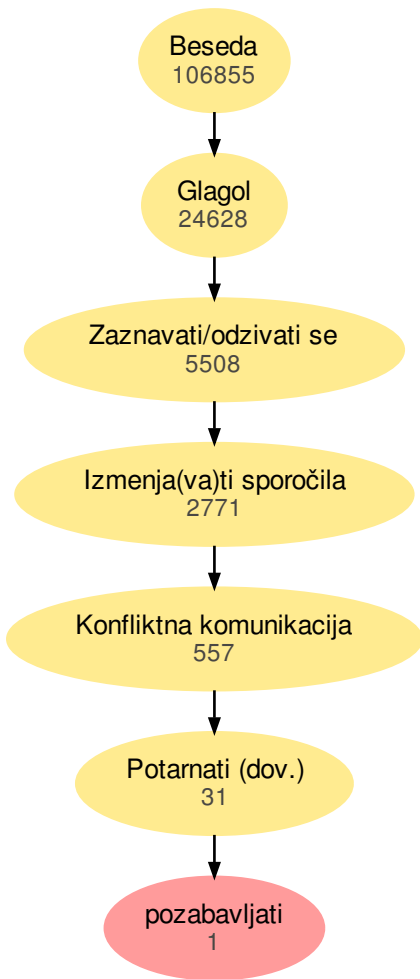 Beseda
106855
Glagol
24628
Zaznavati/odzivati se
5508
Izmenja(va)ti sporočila
2771
Konfliktna komunikacija
557
Potarnati (dov.)
31
pozabavljati
1